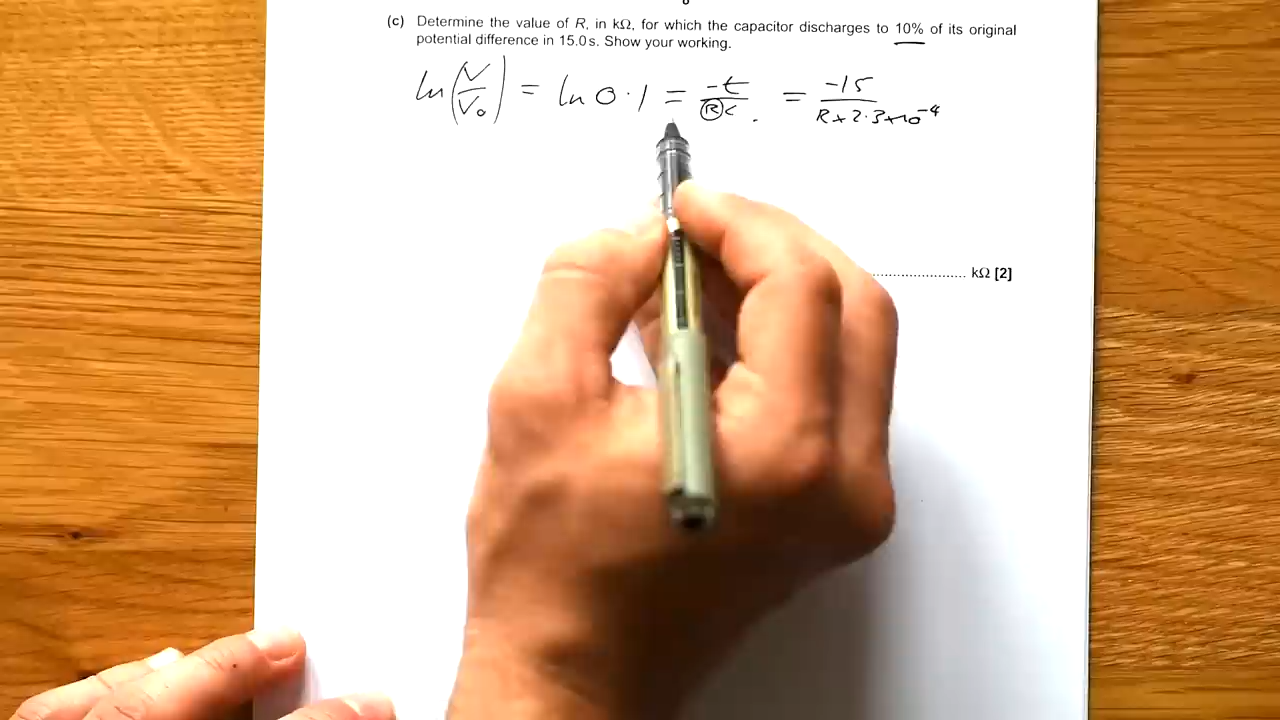 (c) Determine the value of R, in kΩ, for which the capacitor discharges to 10% of its original
potential difference in 15.0 s. Show your working.
ln(V/V₀) = ln 0·1 = -t/RC . = -15/R×2·3×10⁻⁴
........................ kΩ [2]